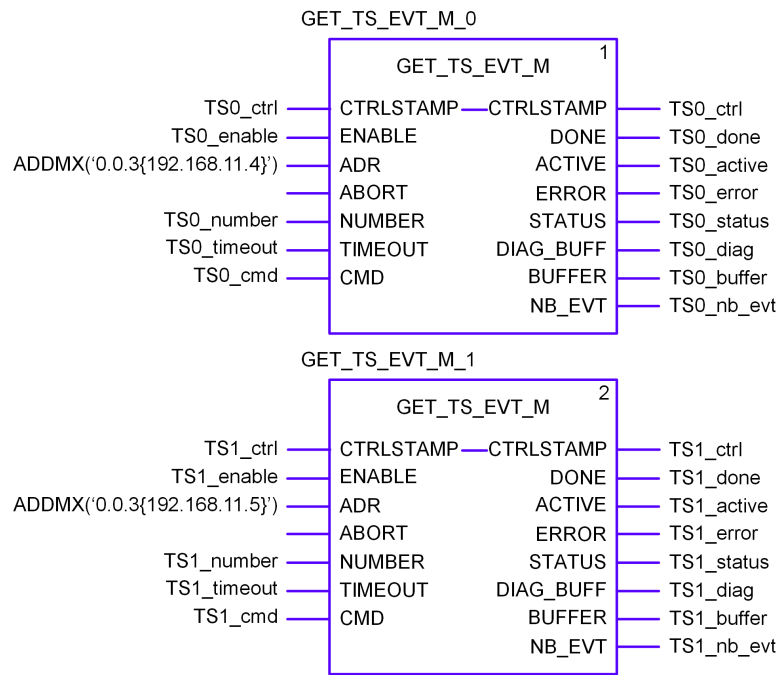 GET_TS_EVT_M_0
1
GET_TS_EVT_M
TS0_ctrl CTRLSTAMP CTRLSTAMP TS0_ctrl
TS0_enable ENABLE DONE TS0_done
ADDMX(‘0.0.3{192.168.11.4}’) ADR ACTIVE TS0_active
ABORT ERROR TS0_error
TS0_number NUMBER STATUS TS0_status
TS0_timeout TIMEOUT DIAG_BUFF TS0_diag
TS0_cmd CMD BUFFER TS0_buffer
NB_EVT TS0_nb_evt
GET_TS_EVT_M_1
2
GET_TS_EVT_M
TS1_ctrl CTRLSTAMP CTRLSTAMP TS1_ctrl
TS1_enable ENABLE DONE TS1_done
ADDMX(‘0.0.3{192.168.11.5}’) ADR ACTIVE TS1_active
ABORT ERROR TS1_error
TS1_number NUMBER STATUS TS1_status
TS1_timeout TIMEOUT DIAG_BUFF TS1_diag
TS1_cmd CMD BUFFER TS1_buffer
NB_EVT TS1_nb_evt